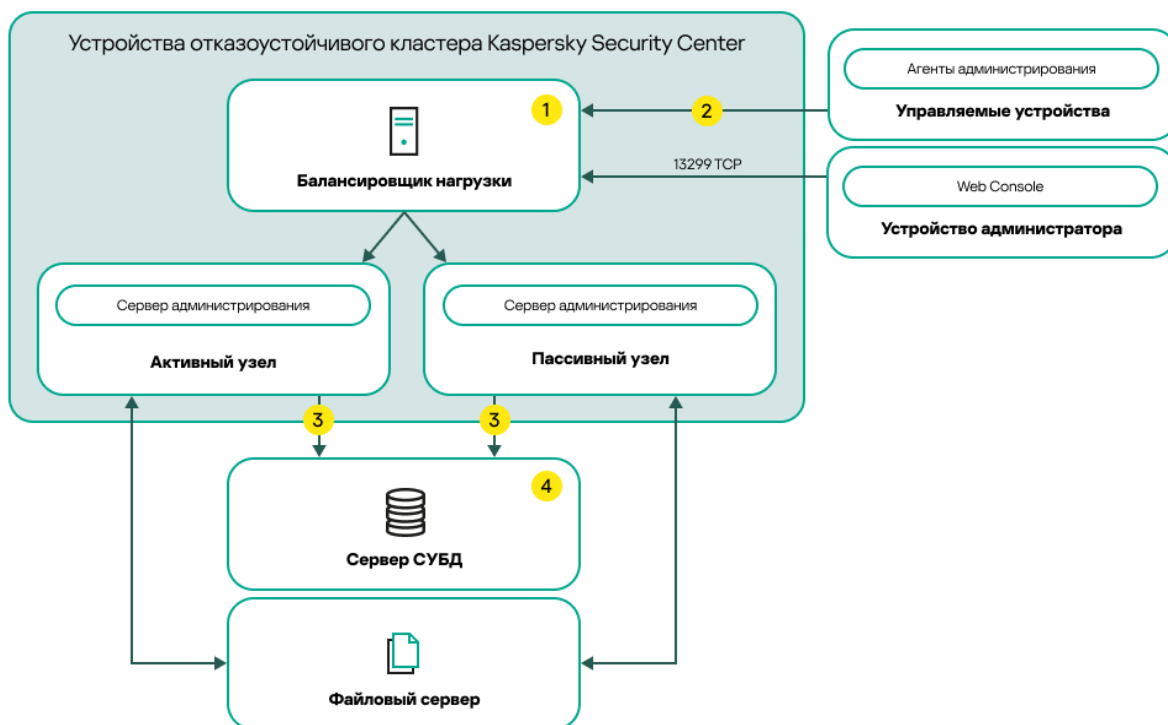 Устройства отказоустойчивого кластера Kaspersky Security Center
1
Балансировщик нагрузки
2
13299 TCP
Агенты администрирования
Управляемые устройства
Web Console
Устройство администратора
Сервер администрирования
Активный узел
Сервер администрирования
Пассивный узел
3
3
4
Сервер СУБД
Файловый сервер